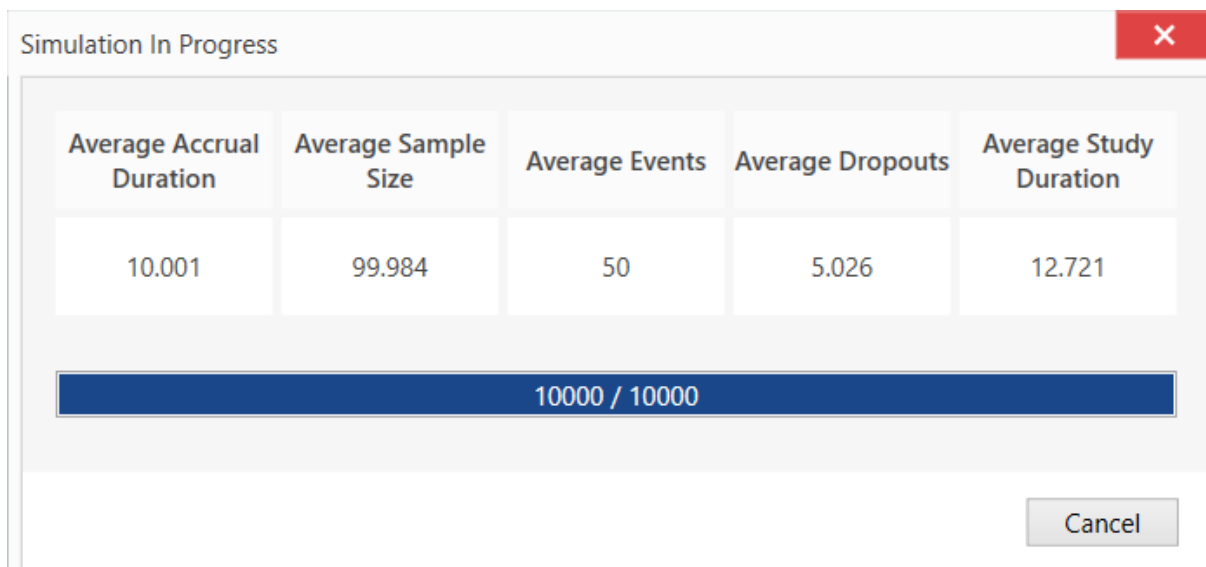 Simulation In Progress
Average Accrual
Duration
Average Sample
Size
Average Events
Average Dropouts
Average Study
Duration
10.001
99.984
50
5.026
12.721
10000 / 10000
Cancel